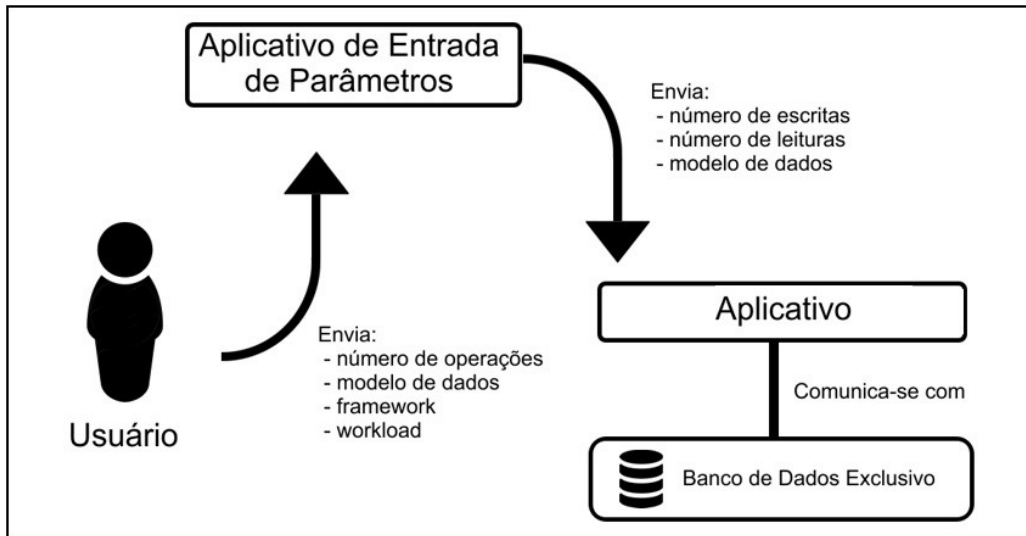 Aplicativo de Entrada
de Parâmetros
Envia:
- número de escritas
- número de leituras
- modelo de dados
Envia:
- número de operações
- modelo de dados
- framework
- workload
Usuário
Aplicativo
Comunica-se com
Banco de Dados Exclusivo